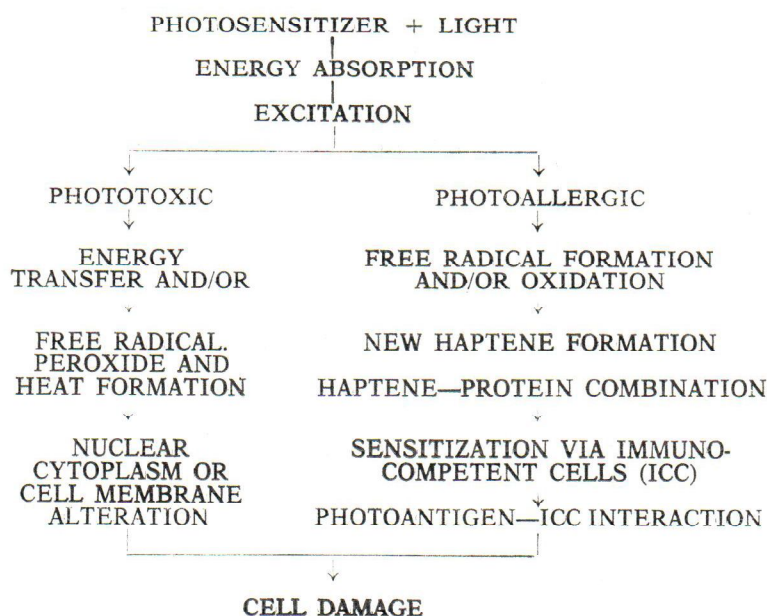 PHOTOSENSITIZER + LIGHT
ENERGY ABSORPTION
EXCITATION
PHOTOTOXIC
ENERGY
TRANSFER AND/OR
FREE RADICAL.
PEROXIDE AND
HEAT FORMATION
NUCLEAR
CYTOPLASM OR
CELL MEMBRANE
ALTERATION
PHOTOALLERGIC
FREE RADICAL FORMATION
AND/OR OXIDATION
NEW HAPTENE FORMATION
HAPTENE—PROTEIN COMBINATION
SENSITIZATION VIA IMMUNO-
COMPETENT CELLS (ICC)
PHOTOANTIGEN—ICC INTERACTION
CELL DAMAGE